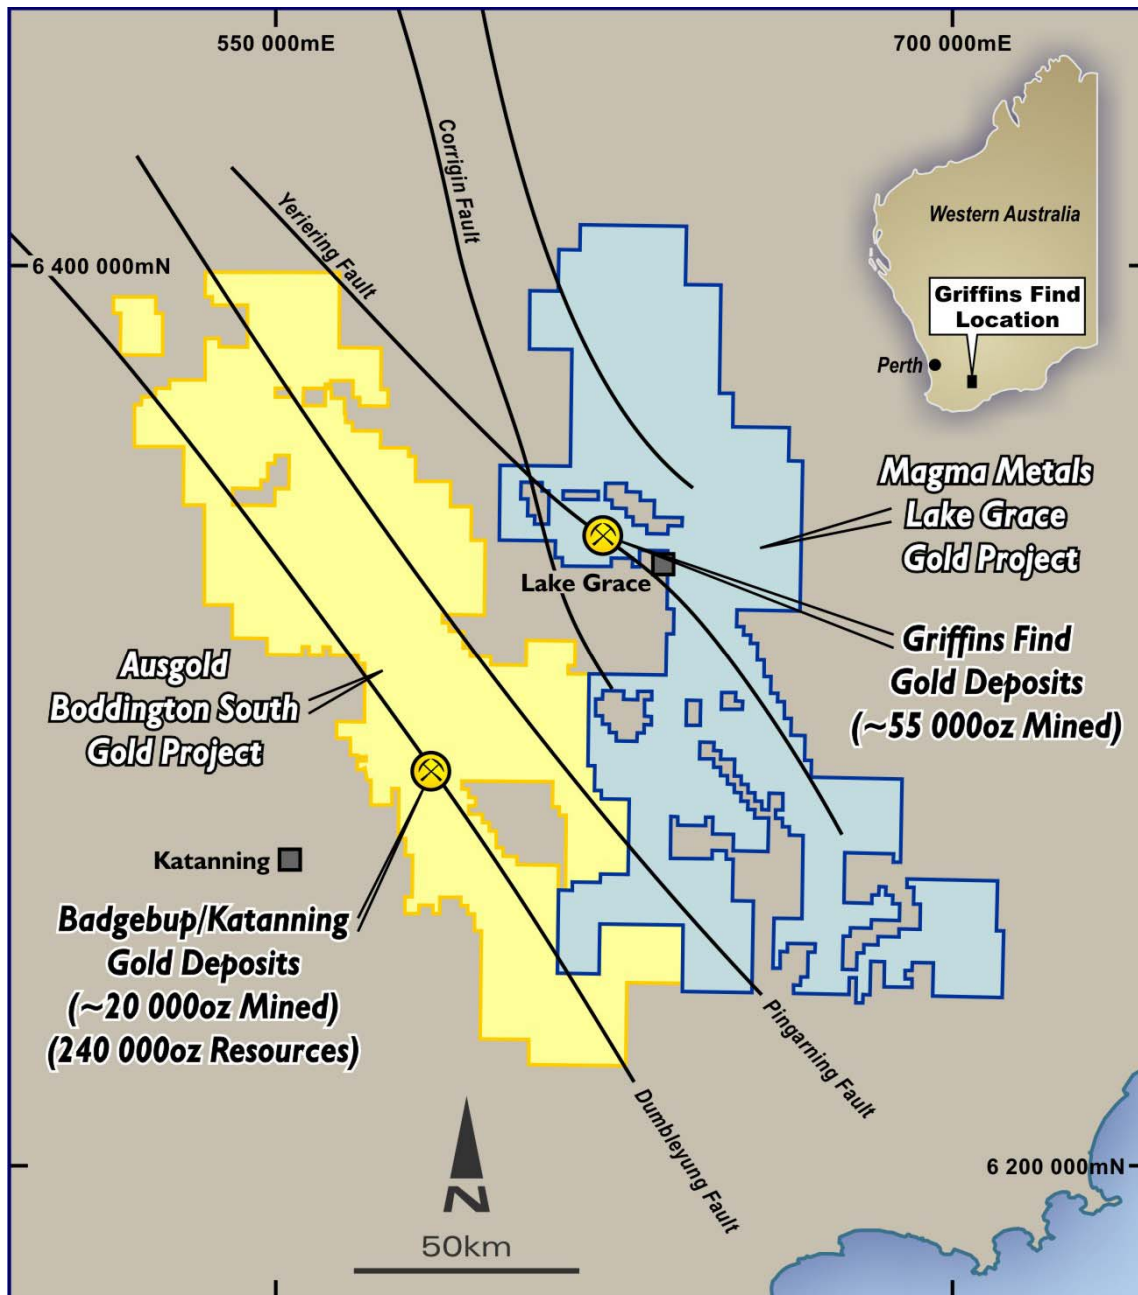 550 000mE
700 000mE
Corrigin Fault
Yeriering Fault
Western Australia
6 400 000mN
Griffins Find
Location
Perth
Magma Metals
Lake Grace
Gold Project
Lake Grace
Griffins Find
Gold Deposits
(~55 000oz Mined)
Ausgold
Boddington South
Gold Project
Katanning
Badgebup/Katanning
Gold Deposits
(~20 000oz Mined)
(240 000oz Resources)
Pingarning Fault
Dumbleyung Fault
6 200 000mN
N
50km